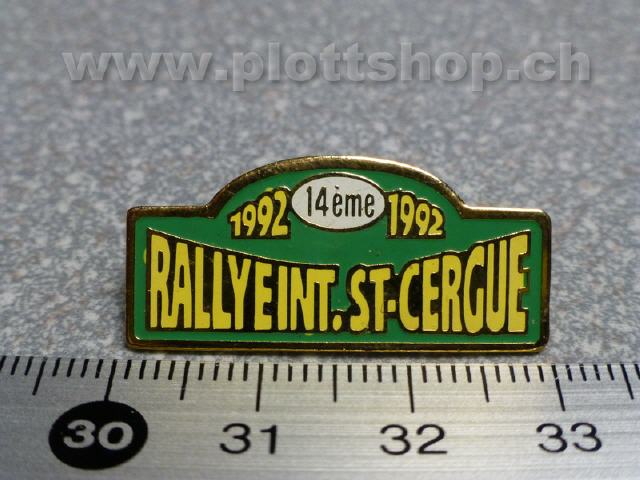 www.plottshop.ch
14ème
1992 1992
RALLYE INT. ST-CERGUE
30 31 32 33